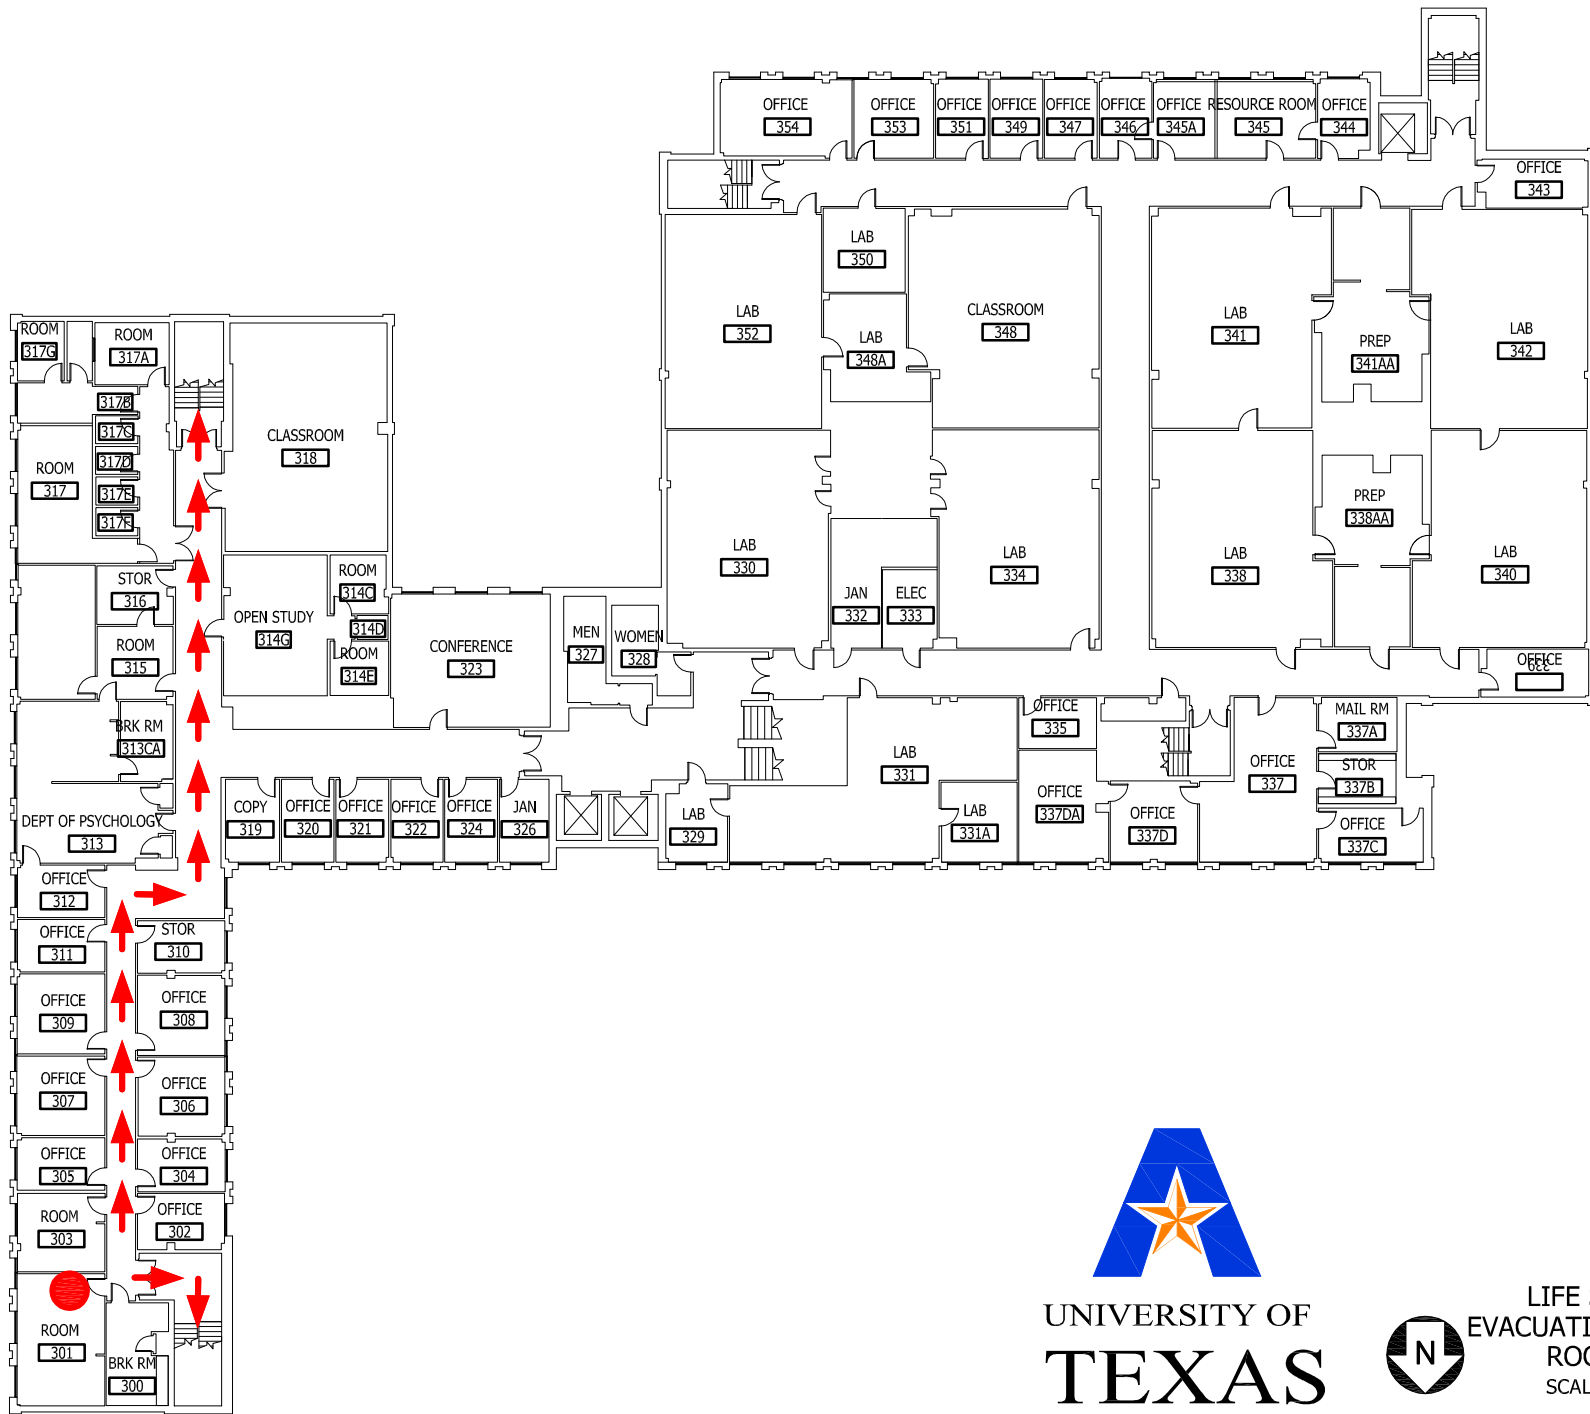 OFFICE
354
OFFICE
353
OFFICE
351
OFFICE
349
OFFICE
347
OFFICE
346
OFFICE
345A
RESOURCE ROOM
345
OFFICE
344
OFFICE
343
LAB
350
LAB
352
LAB
348A
CLASSROOM
348
LAB
341
PREP
341AA
LAB
342
ROOM
317G
ROOM
317A
317B
317C
317D
317E
317F
ROOM
317
CLASSROOM
318
LAB
330
LAB
334
JAN
332
ELEC
333
LAB
338
PREP
338AA
LAB
340
STOR
316
ROOM
315
OPEN STUDY
314G
ROOM
314C
314D
ROOM
314E
CONFERENCE
323
MEN
327
WOMEN
328
OFFICE
339
BRK RM
313CA
DEPT OF PSYCHOLOGY
313
COPY
319
OFFICE
320
OFFICE
321
OFFICE
322
OFFICE
324
JAN
326
LAB
329
LAB
331
LAB
331A
OFFICE
335
OFFICE
337DA
OFFICE
337D
OFFICE
337
MAIL RM
337A
STOR
337B
OFFICE
337C
OFFICE
312
OFFICE
311
STOR
310
OFFICE
309
OFFICE
308
OFFICE
307
OFFICE
306
OFFICE
305
OFFICE
304
ROOM
303
OFFICE
302
ROOM
301
BRK RM
300
UNIVERSITY OF
TEXAS
N
LIFE
EVACUATI
ROO
SCAL